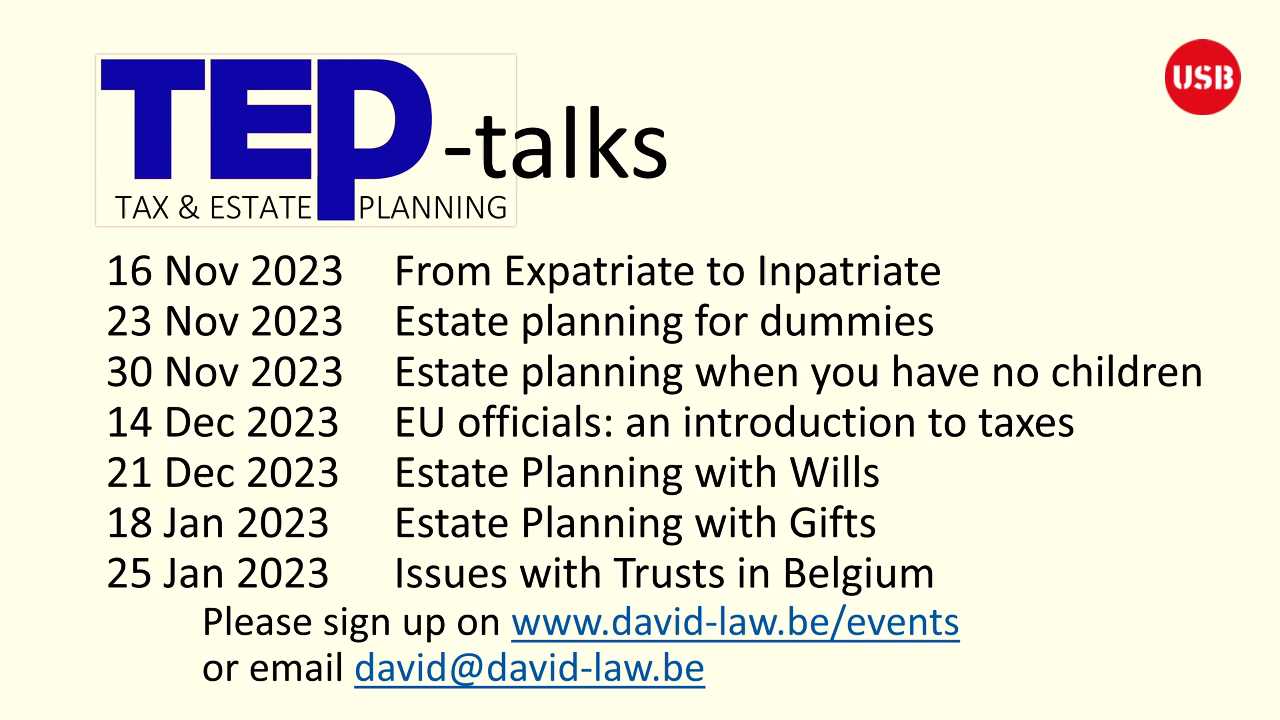 TEP-talks
USB
TAX & ESTATE PLANNING
16 Nov 2023 From Expatriate to Inpatriate
23 Nov 2023 Estate planning for dummies
30 Nov 2023 Estate planning when you have no children
14 Dec 2023 EU officials: an introduction to taxes
21 Dec 2023 Estate Planning with Wills
18 Jan 2023 Estate Planning with Gifts
25 Jan 2023 Issues with Trusts in Belgium
Please sign up on www.david-law.be/events
or email david@david-law.be